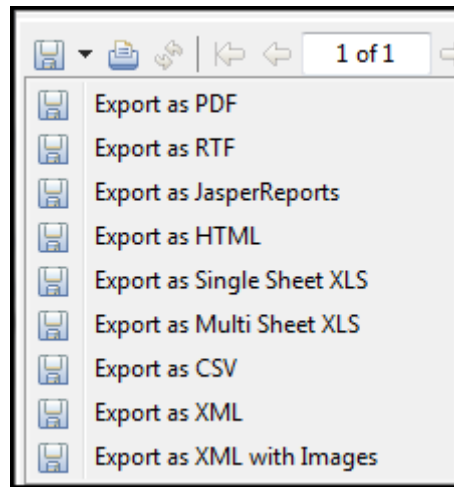 1 of 1
Export as PDF
Export as RTF
Export as JasperReports
Export as HTML
Export as Single Sheet XLS
Export as Multi Sheet XLS
Export as CSV
Export as XML
Export as XML with Images